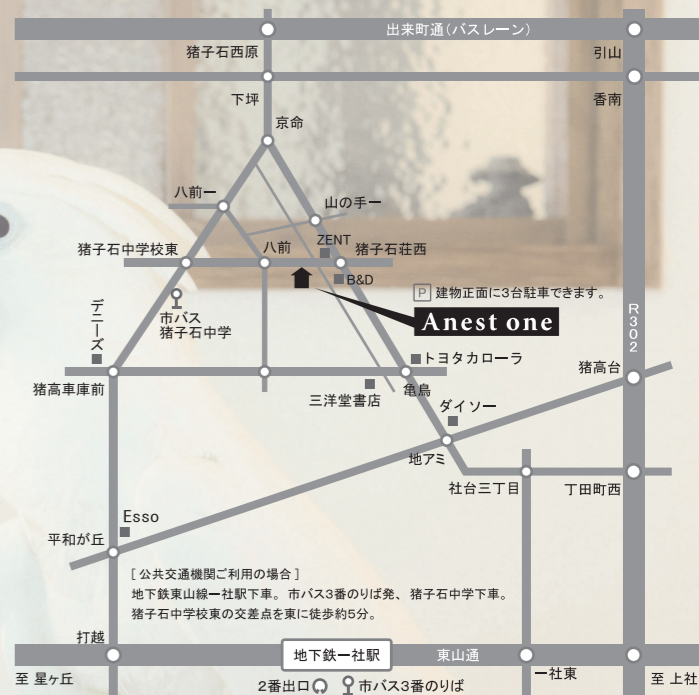 出来町通(バスレーン)
猪子石西原
引山
下坪
香南
京命
八前一
山の手一
猪子石中学校東
八前
ZENT
猪子石荘西
B&D
P 建物正面に3台駐車できます。
Anest one
市バス
猪子石中学
デニーズ
R302
トヨタカローラ
猪高台
猪高車庫前
三洋堂書店
亀鳥
ダイソー
地アミ
社台三丁目
丁田町西
Esso
平和が丘
[ 公共交通機関ご利用の場合 ]
地下鉄東山線一社駅下車。市バス3番のりば発、猪子石中学下車。
猪子石中学校東の交差点を東に徒歩約5分。
打越
地下鉄一社駅
東山通
至 星ヶ丘
一社東
至 上社
2番出口
市バス3番のりば